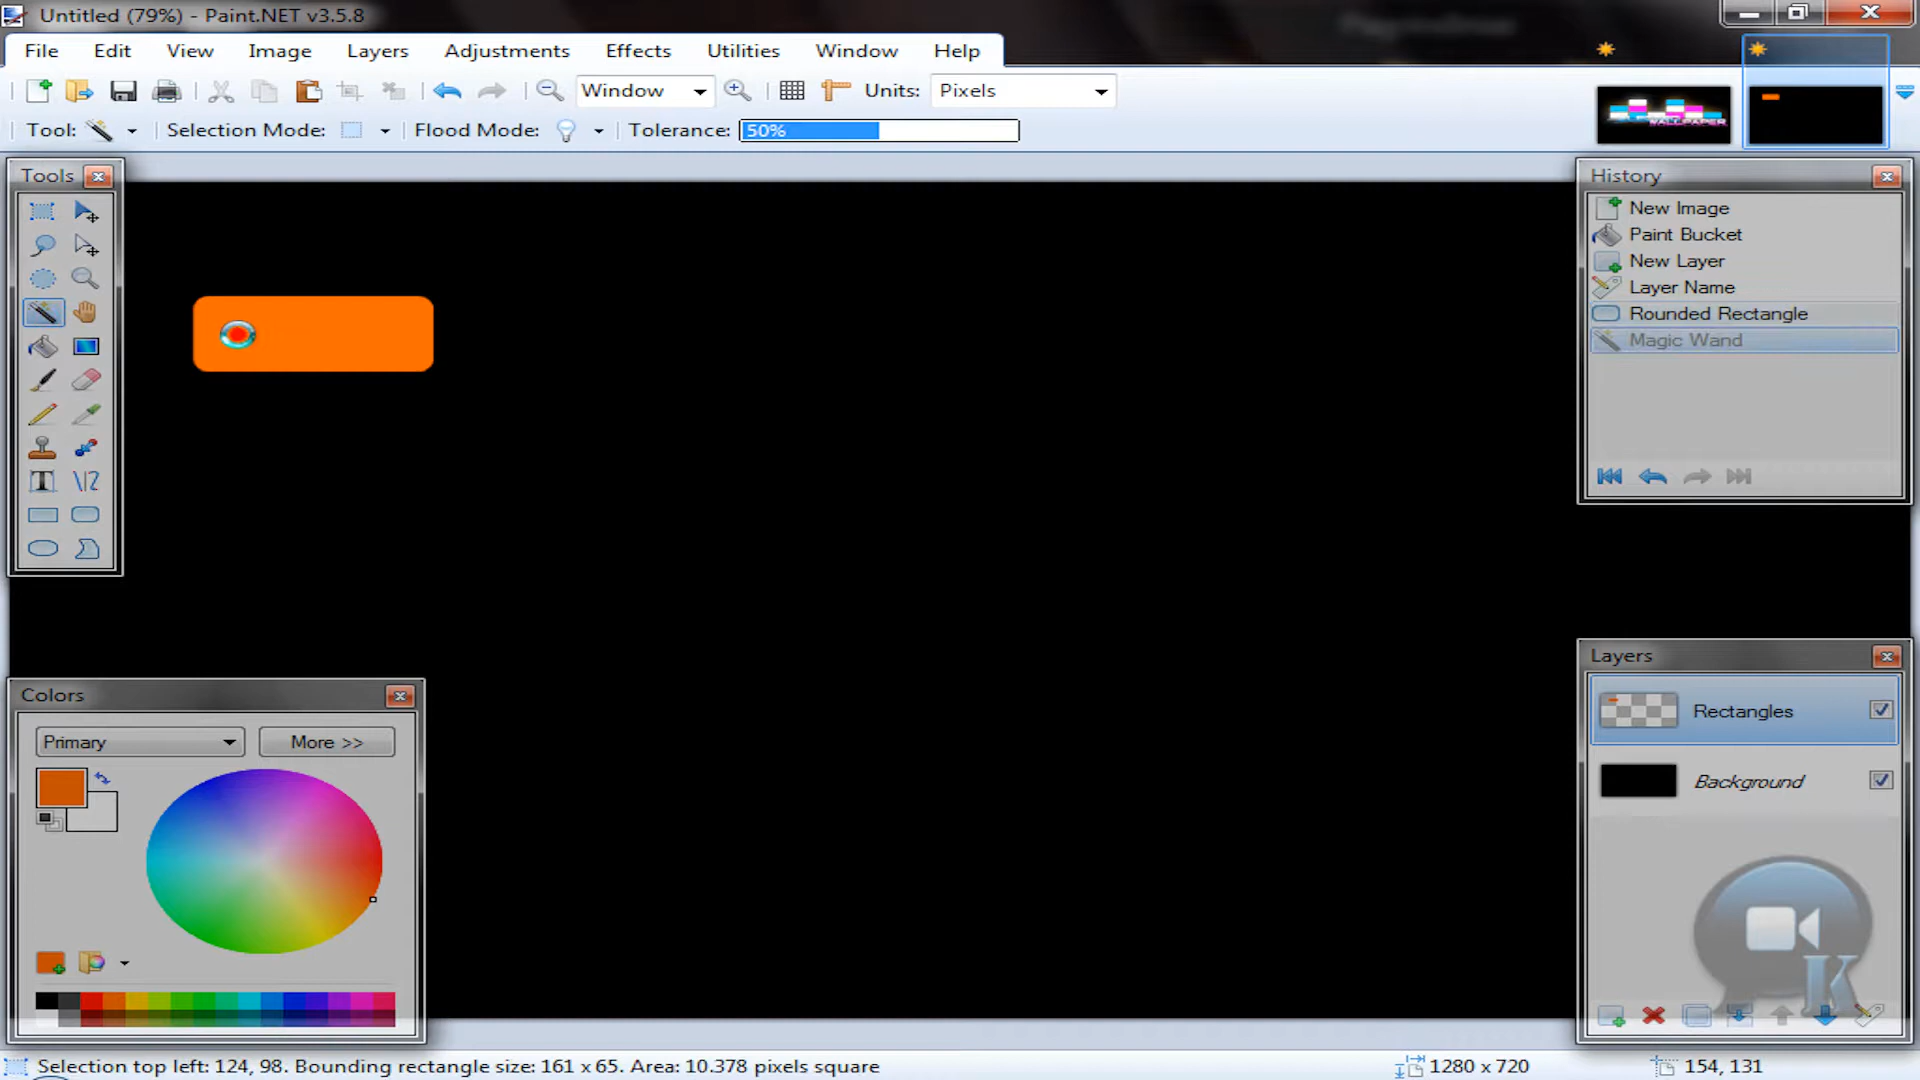 Untitled (79%) - Paint.NET v3.5.8
File Edit View Image Layers Adjustments Effects Utilities Window Help
Window Units: Pixels
Tool: Selection Mode: Flood Mode: Tolerance: 50%
WALLPAPER
Tools
History
New Image
Paint Bucket
New Layer
Layer Name
Rounded Rectangle
Magic Wand
Layers
Rectangles
Background
Colors
Primary More >>
K
Selection top left: 124, 98. Bounding rectangle size: 161 x 65. Area: 10.378 pixels square 1280 x 720 154, 131